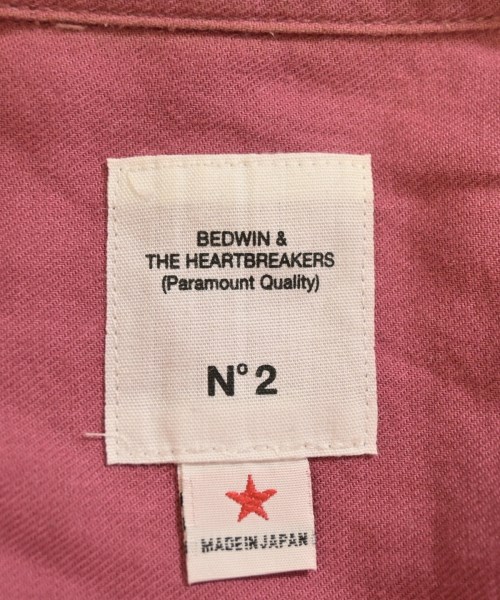 BEDWIN &
THE HEARTBREAKERS
(Paramount Quality)
N° 2
MADE IN JAPAN